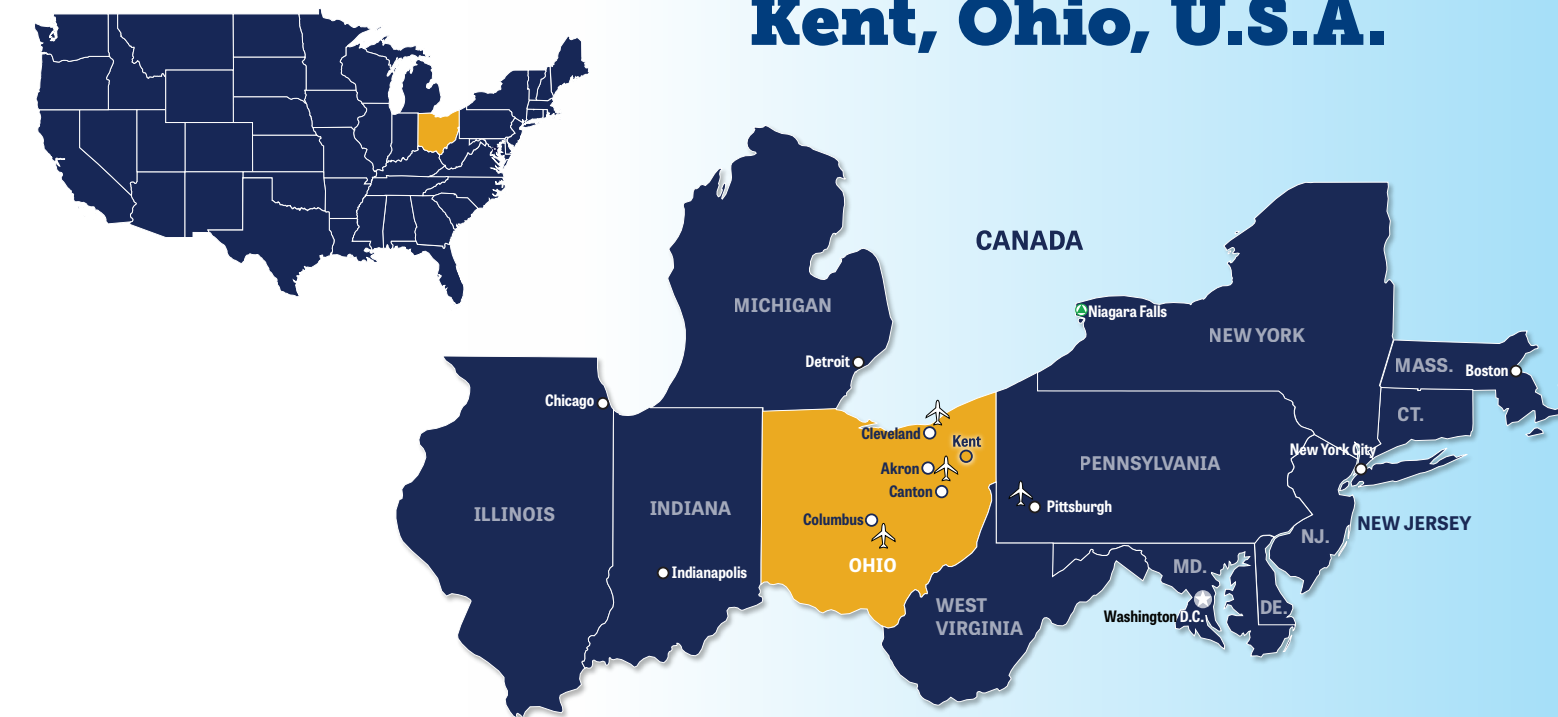 Kent, Ohio, U.S.A.
CANADA
MICHIGAN
Niagara Falls
NEW YORK
Detroit
MASS.
Boston
Chicago
CT.
Cleveland
Kent
New York City
Akron
PENNSYLVANIA
Canton
Pittsburgh
ILLINOIS
INDIANA
Columbus
NEW JERSEY
NJ.
OHIO
MD.
Indianapolis
WEST
VIRGINIA
DE.
Washington D.C.